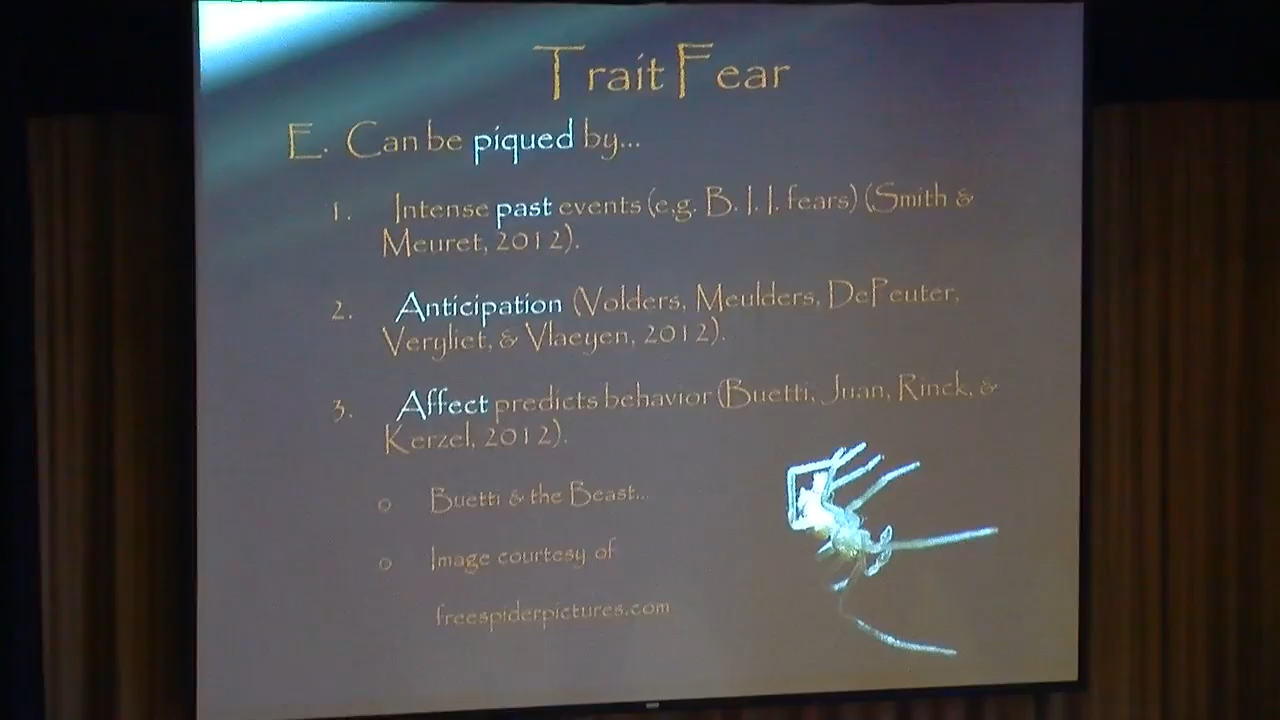 Trait Fear
E. Can be piqued by...
1. Intense past events (e.g. B. I. I. fears) (Smith &
Meuret, 2012).
2. Anticipation (Volders, Meulders, DePeuter,
Vervliet, & Vlaeyen, 2012).
3. Affect predicts behavior (Buetti, Juan, Rinck, &
Kerzel, 2012).
o Buetti & the Beast...
o Image courtesy of
freespiderpictures.com